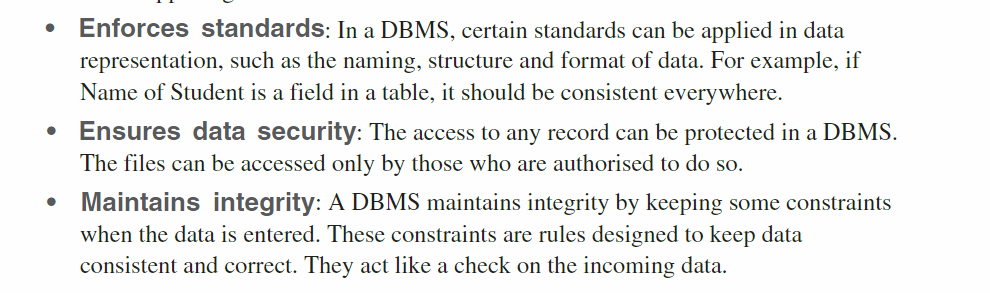 • Enforces standards: In a DBMS, certain standards can be applied in data
representation, such as the naming, structure and format of data. For example, if
Name of Student is a field in a table, it should be consistent everywhere.
• Ensures data security: The access to any record can be protected in a DBMS.
The files can be accessed only by those who are authorised to do so.
• Maintains integrity: A DBMS maintains integrity by keeping some constraints
when the data is entered. These constraints are rules designed to keep data
consistent and correct. They act like a check on the incoming data.